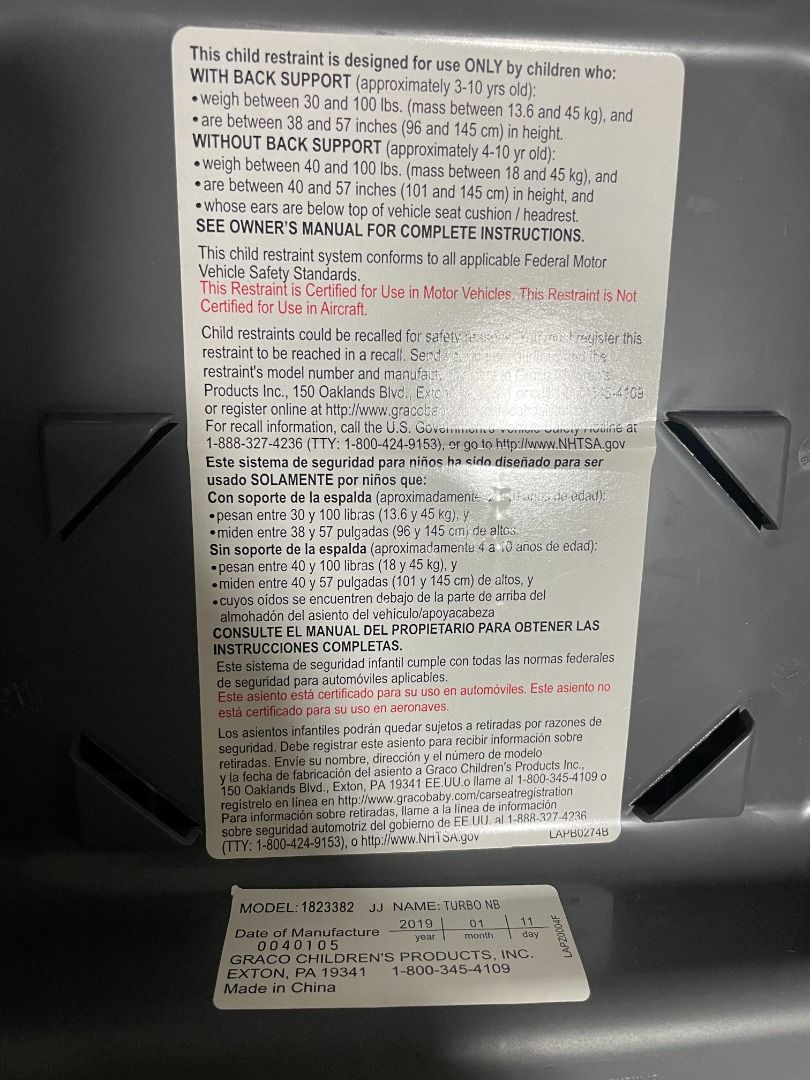 This child restraint is designed for use ONLY by children who:
WITH BACK SUPPORT (approximately 3-10 yrs old):
• weigh between 30 and 100 lbs. (mass between 13.6 and 45 kg), and
• are between 38 and 57 inches (96 and 145 cm) in height.
WITHOUT BACK SUPPORT (approximately 4-10 yr old):
• weigh between 40 and 100 lbs. (mass between 18 and 45 kg), and
• are between 40 and 57 inches (101 and 145 cm) in height, and
• whose ears are below top of vehicle seat cushion / headrest.
SEE OWNER'S MANUAL FOR COMPLETE INSTRUCTIONS.
This child restraint system conforms to all applicable Federal Motor
Vehicle Safety Standards.
This Restraint is Certified for Use in Motor Vehicles. This Restraint is Not
Certified for Use in Aircraft.
Child restraints could be recalled for safety must register this
restraint to be reached in a recall. Send the
restraint's model number and
Products Inc., 150 Oaklands Blvd.,
or register online at
For recall information, call the U.S. Government's Vehicle Safety Hotline at
1-888-327-4236 (TTY: 1-800-424-9153), or go to http://www.NHTSA.gov
Este sistema de seguridad para niños ha sido diseñado para ser
usado SOLAMENTE por niños que:
Con soporte de la espalda (aproximadamente de edad):
• pesan entre 30 y 100 libras (13.6 y 45 kg), y
• miden entre 38 y 57 pulgadas (96 y 145 cm) de altos.
Sin soporte de la espalda (aproximadamente 4 a 10 años de edad):
• pesan entre 40 y 100 libras (18 y 45 kg), y
• miden entre 40 y 57 pulgadas (101 y 145 cm) de altos, y
• cuyos oídos se encuentren debajo de la parte de arriba del
almohadón del asiento del vehículo/apoyacabeza
CONSULTE EL MANUAL DEL PROPIETARIO PARA OBTENER LAS
INSTRUCCIONES COMPLETAS.
Este sistema de seguridad infantil cumple con todas las normas federales
de seguridad para automóviles aplicables.
Este asiento está certificado para su uso en automóviles. Este asiento no
está certificado para su uso en aeronaves.
Los asientos infantiles podrán quedar sujetos a retiradas por razones de
seguridad. Debe registrar este asiento para recibir información sobre
retiradas. Envíe su nombre, dirección y el número de modelo
y la fecha de fabricación del asiento a Graco Children's Products Inc.,
150 Oaklands Blvd., Exton, PA 19341 EE.UU.o llame al 1-800-345-4109 o
regístrelo en línea en http://www.gracobaby.com/carseatregistration
Para información sobre retiradas, llame a la línea de información
sobre seguridad automotriz del gobierno de EE.UU. al 1-888-327-4236
(TTY: 1-800-424-9153), o http://www.NHTSA.gov LAPB0274B
MODEL: 1823382 JJ NAME: TURBO NB
Date of Manufacture 2019 01 11
year month day
0040105
GRACO CHILDREN'S PRODUCTS, INC.
EXTON, PA 19341 1-800-345-4109
Made in China
LAPZ0004F